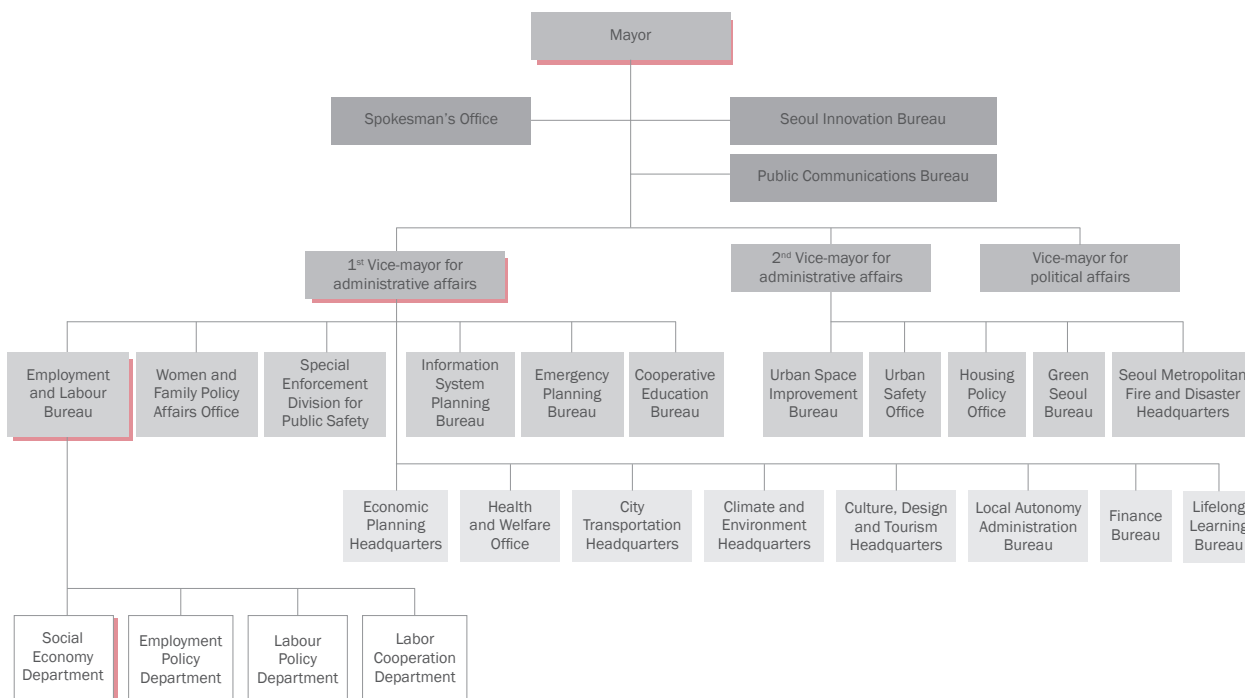 Mayor
Spokesman's Office
Seoul Innovation Bureau
Public Communications Bureau
1st Vice-mayor for
administrative affairs
2nd Vice-mayor for
administrative affairs
Vice-mayor for
political affairs
Employment
and Labour
Bureau
Women and
Family Policy
Affairs Office
Special
Enforcement
Division for
Public Safety
Information
System
Planning
Bureau
Emergency
Planning
Bureau
Cooperative
Education
Bureau
Urban Space
Improvement
Bureau
Urban
Safety
Office
Housing
Policy
Office
Green
Seoul
Bureau
Seoul Metropolitan
Fire and Disaster
Headquarters
Economic
Planning
Headquarters
Health
and Welfare
Office
City
Transportation
Headquarters
Climate and
Environment
Headquarters
Culture, Design
and Tourism
Headquarters
Local Autonomy
Administration
Bureau
Finance
Bureau
Lifelong
Learning
Bureau
Social
Economy
Department
Employment
Policy
Department
Labour
Policy
Department
Labor
Cooperation
Department